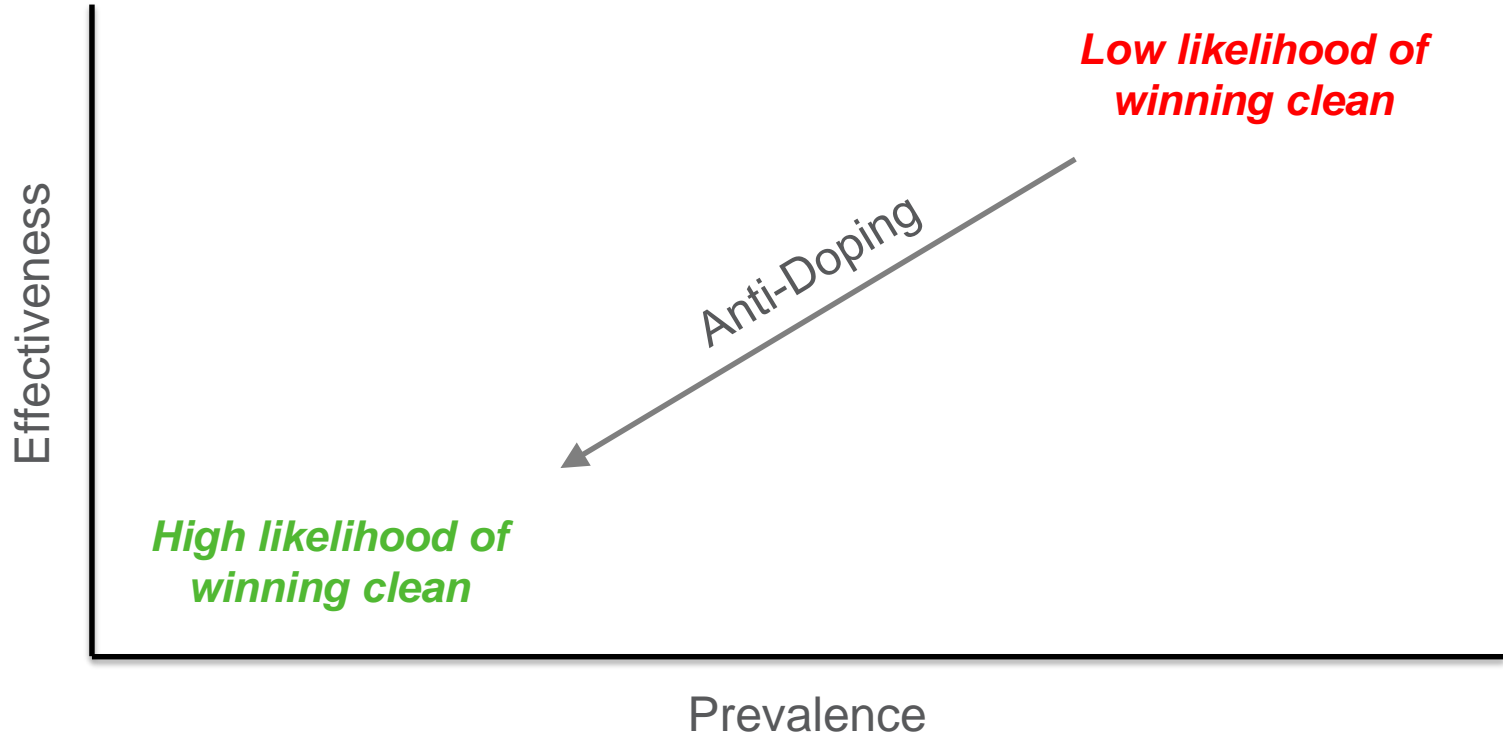 Low likelihood of
winning clean
Effectiveness
Anti-Doping
High likelihood of
winning clean
Prevalence